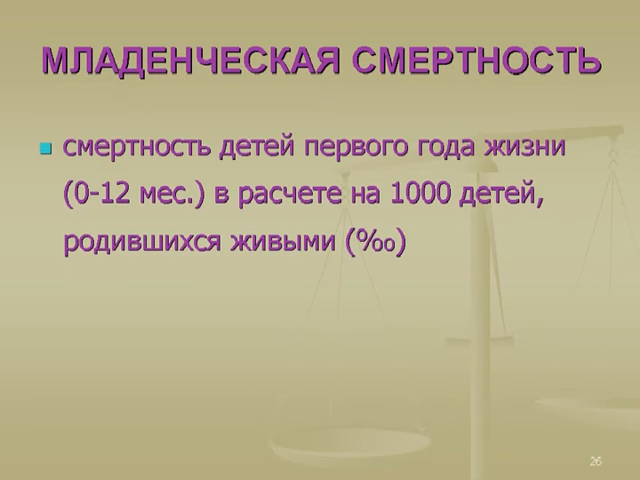 МЛАДЕНЧЕСКАЯ СМЕРТНОСТЬ
смертность детей первого года жизни
(0-12 мес.) в расчете на 1000 детей,
родившихся живыми (‰)
26